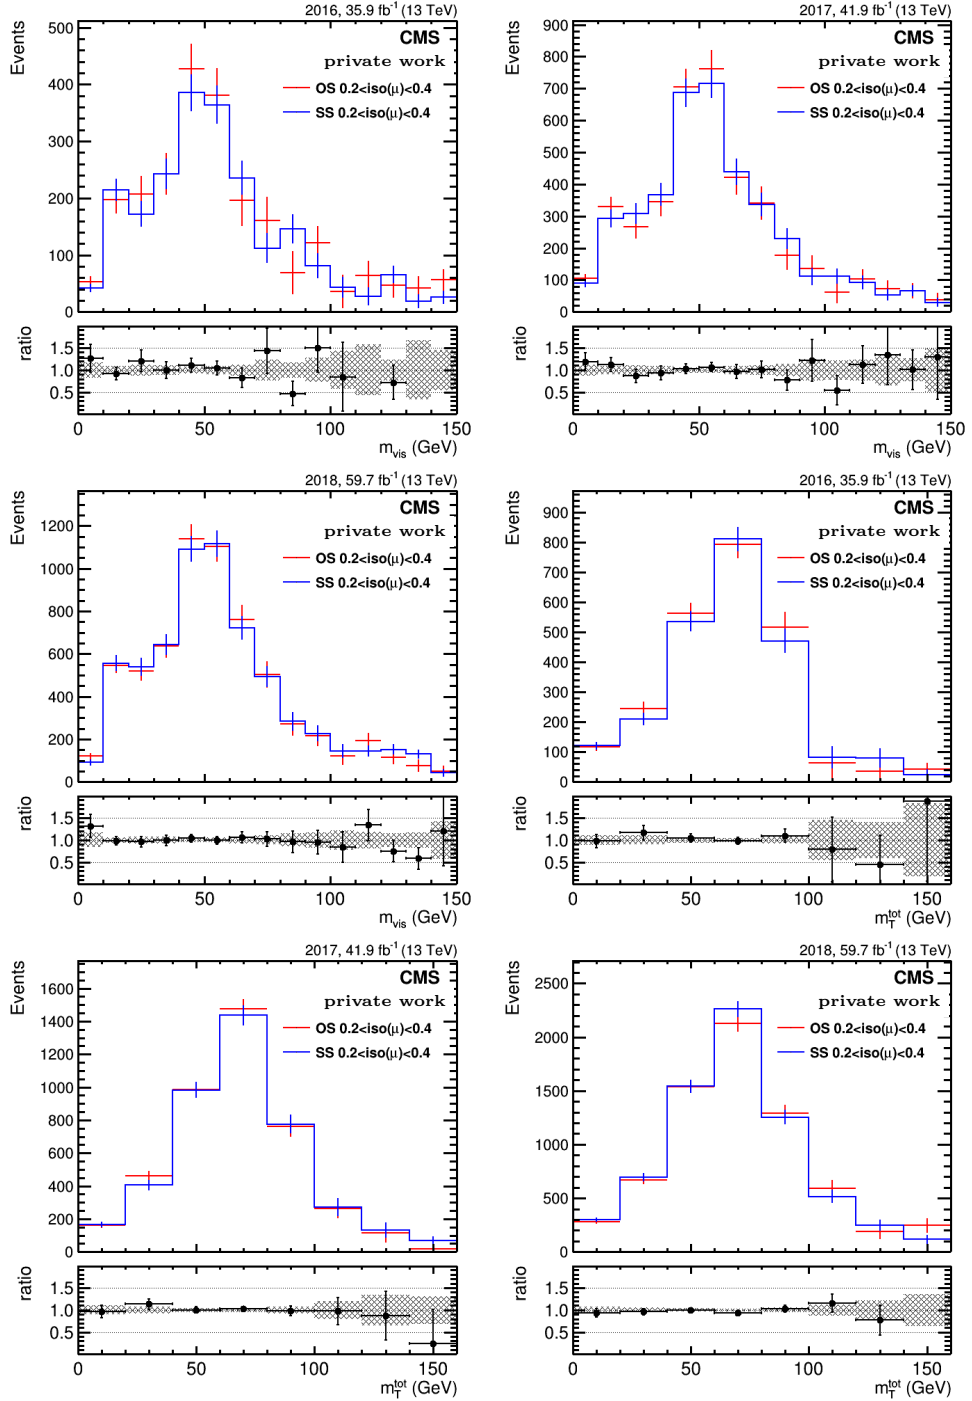 2016, 35.9 fb⁻¹ (13 TeV)
Events
500
400
300
200
100
0
CMS
private work
OS 0.2<iso(μ)<0.4
SS 0.2<iso(μ)<0.4
ratio
1.5
1.0
0.5
0 50 100 150
m_vis (GeV)
2017, 41.9 fb⁻¹ (13 TeV)
Events
900
800
700
600
500
400
300
200
100
0
CMS
private work
OS 0.2<iso(μ)<0.4
SS 0.2<iso(μ)<0.4
ratio
1.5
1.0
0.5
0 50 100 150
m_vis (GeV)
2018, 59.7 fb⁻¹ (13 TeV)
Events
1200
1000
800
600
400
200
0
CMS
private work
OS 0.2<iso(μ)<0.4
SS 0.2<iso(μ)<0.4
ratio
1.5
1.0
0.5
0 50 100 150
m_vis (GeV)
2016, 35.9 fb⁻¹ (13 TeV)
Events
900
800
700
600
500
400
300
200
100
0
CMS
private work
OS 0.2<iso(μ)<0.4
SS 0.2<iso(μ)<0.4
ratio
1.5
1.0
0.5
0 50 100 150
m_T^tot (GeV)
2017, 41.9 fb⁻¹ (13 TeV)
Events
1600
1400
1200
1000
800
600
400
200
0
CMS
private work
OS 0.2<iso(μ)<0.4
SS 0.2<iso(μ)<0.4
ratio
1.5
1.0
0.5
0 50 100 150
m_T^tot (GeV)
2018, 59.7 fb⁻¹ (13 TeV)
Events
2500
2000
1500
1000
500
0
CMS
private work
OS 0.2<iso(μ)<0.4
SS 0.2<iso(μ)<0.4
ratio
1.5
1.0
0.5
0 50 100 150
m_T^tot (GeV)